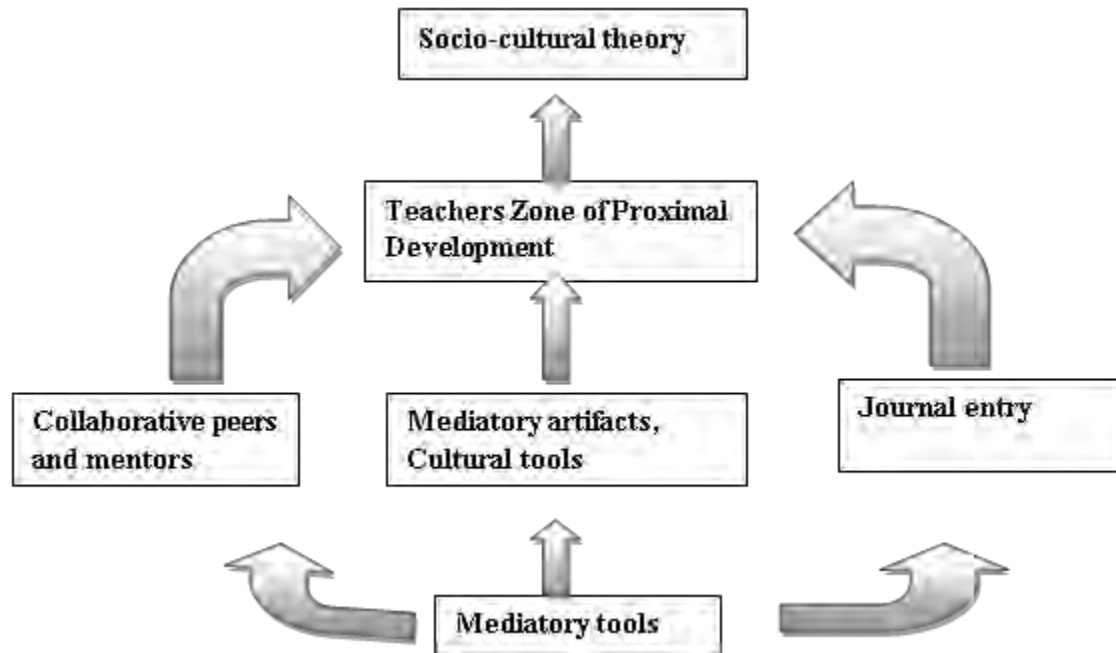 Socio-cultural theory
Teachers Zone of Proximal
Development
Collaborative peers
and mentors
Mediatory artifacts,
Cultural tools
Journal entry
Mediatory tools